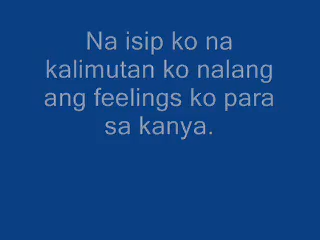 Na isip ko na
kalimutan ko nalang
ang feelings ko para
sa kanya.